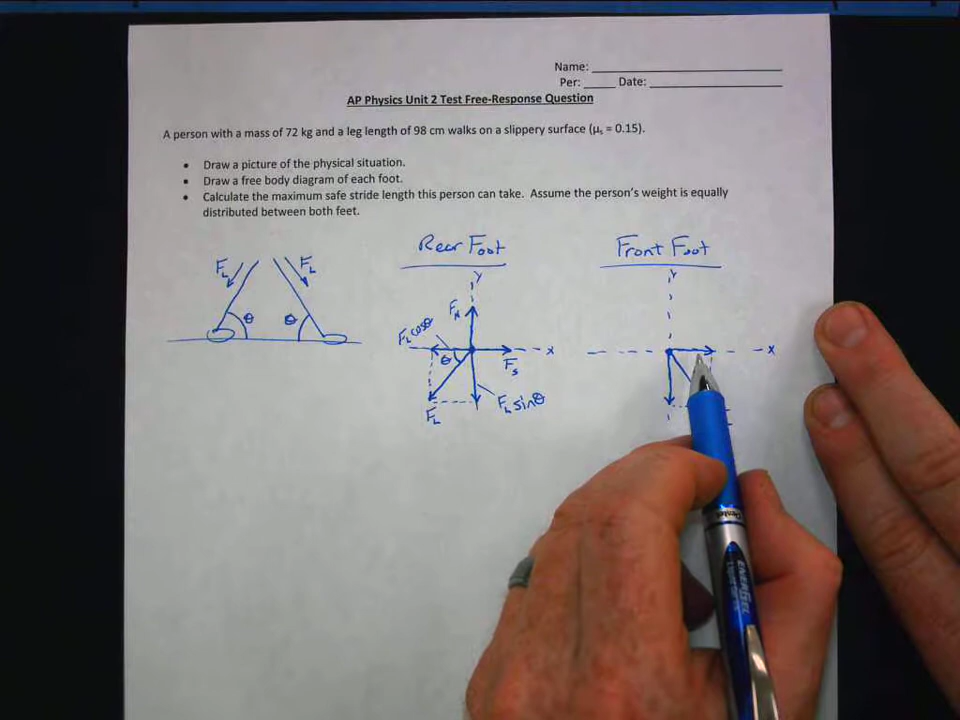 Name: ____________________
Per: _____ Date: ____________________
AP Physics Unit 2 Test Free-Response Question
A person with a mass of 72 kg and a leg length of 98 cm walks on a slippery surface (μs = 0.15).
• Draw a picture of the physical situation.
• Draw a free body diagram of each foot.
• Calculate the maximum safe stride length this person can take. Assume the person's weight is equally
distributed between both feet.
Rear Foot
Front Foot
FL FL
θ θ
y
FN
FL cosθ
θ
x
Fs
FL sinθ
FL
y
x
EnerGel